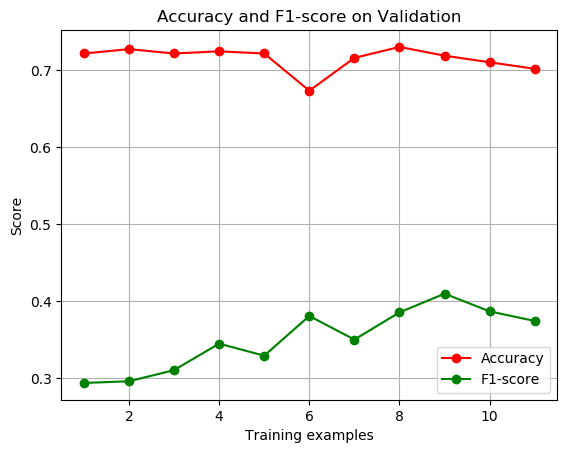 Accuracy and F1-score on Validation
Score
0.7
0.6
0.5
0.4
0.3
2 4 6 8 10
Training examples
Accuracy
F1-score